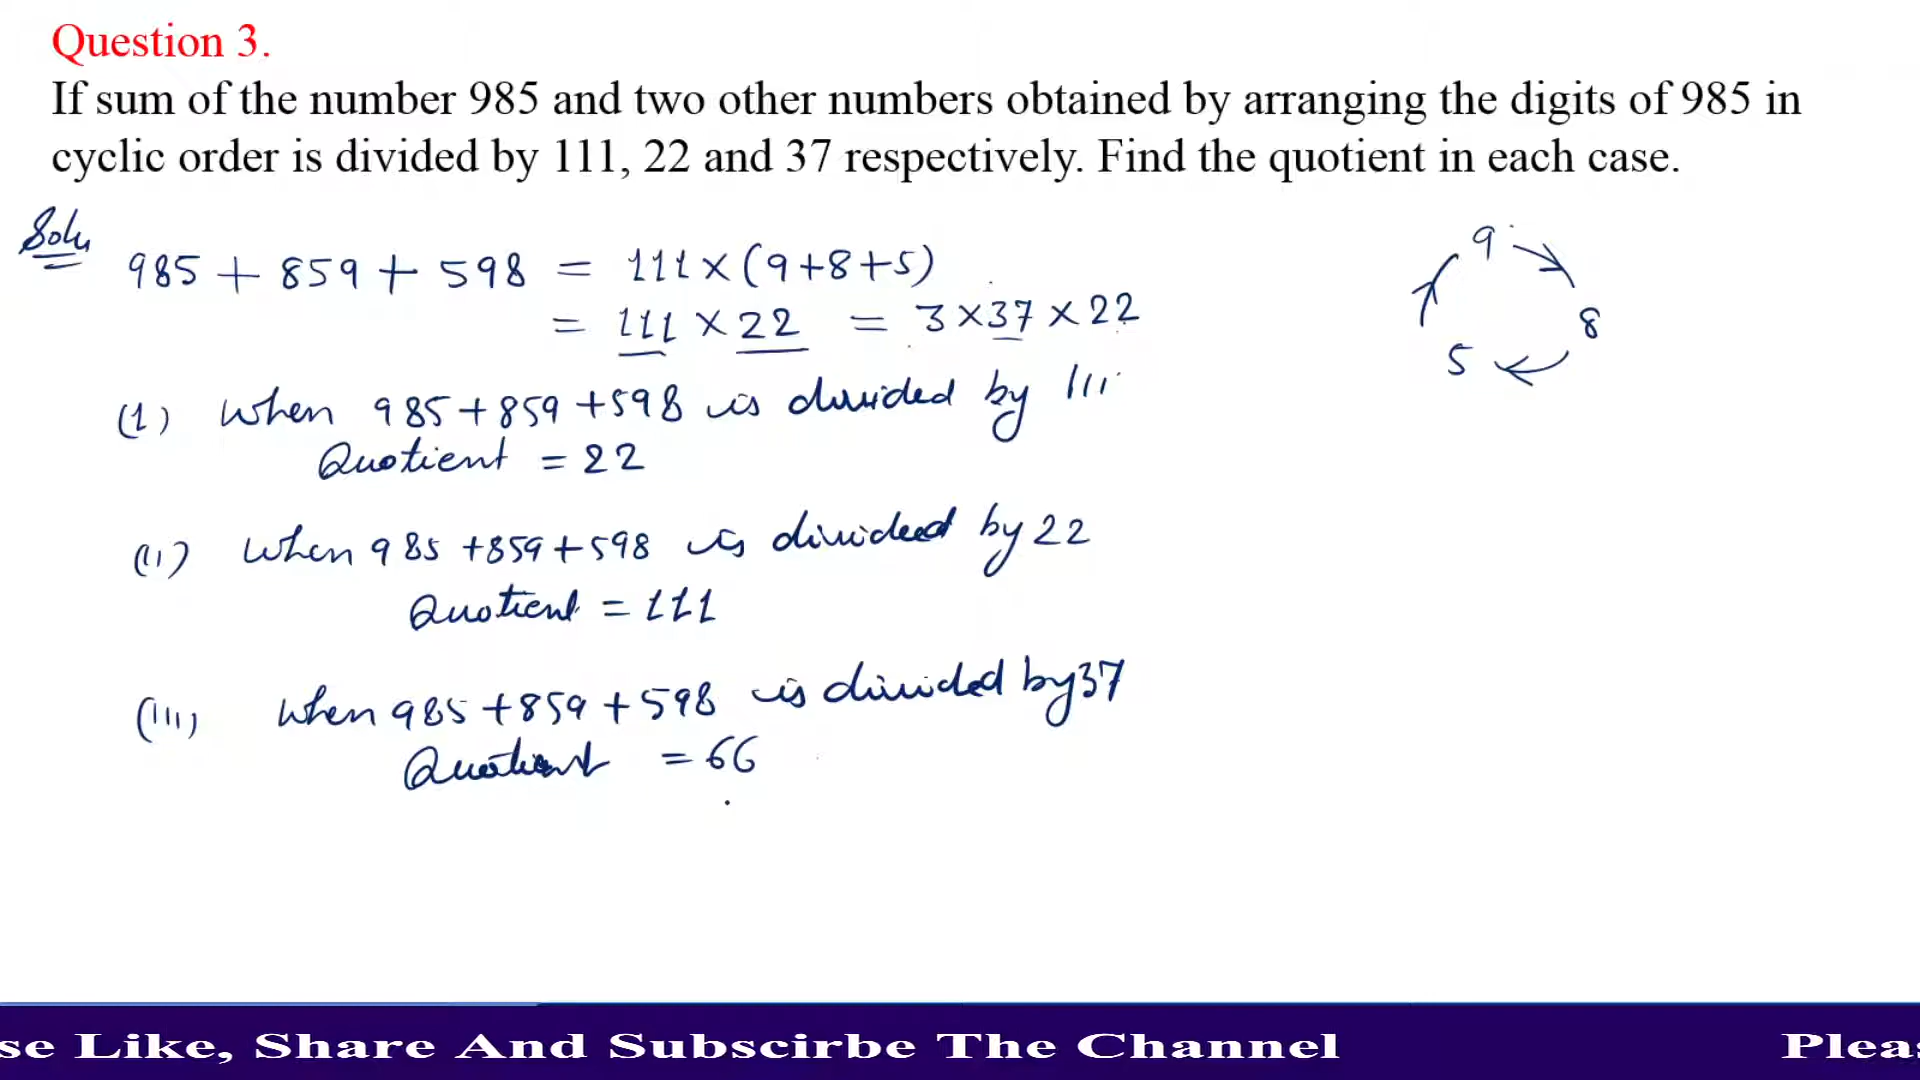 Question 3.
If sum of the number 985 and two other numbers obtained by arranging the digits of 985 in
cyclic order is divided by 111, 22 and 37 respectively. Find the quotient in each case.
Soln
985 + 859 + 598 = 111 × (9+8+5)
= 111 × 22 = 3 × 37 × 22
9
8
5
(1) When 985+859+598 is divided by 111
Quotient = 22
(11) When 985 +859+598 is divided by 22
Quotient = 111
(111) When 985+859+598 is divided by 37
Quotient = 66
se Like, Share And Subscirbe The Channel
Pleas